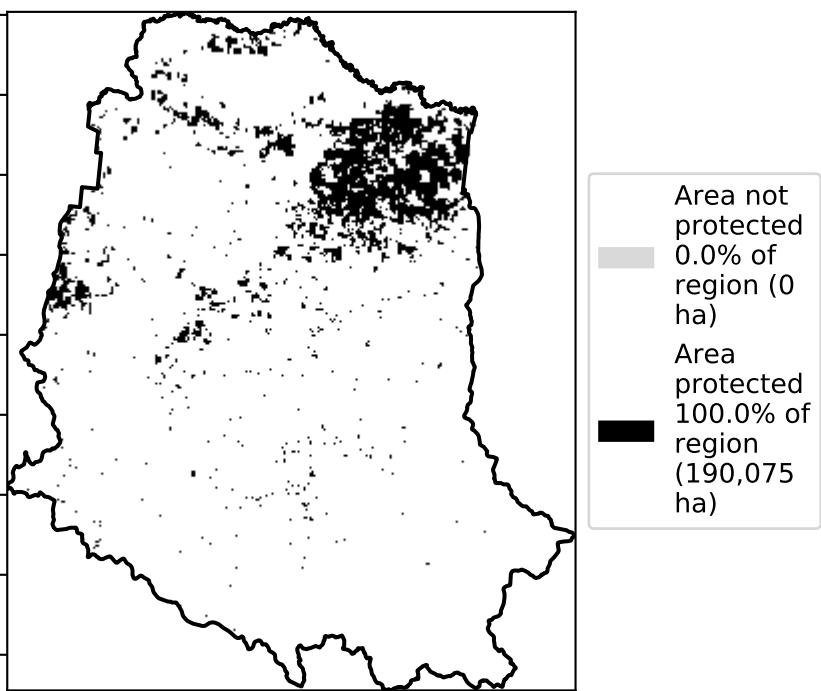 Area not
protected
0.0% of
region (0
ha)
Area
protected
100.0% of
region
(190,075
ha)